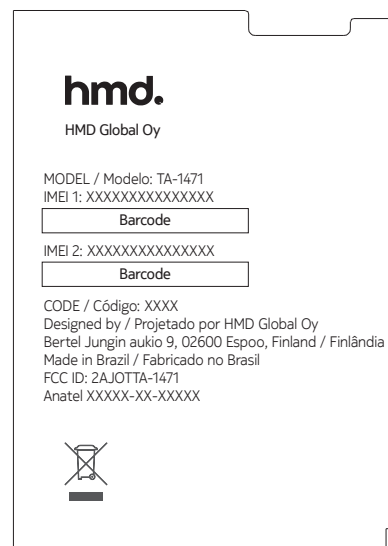 hmd.
HMD Global Oy
MODEL / Modelo: TA-1471
IMEI 1: XXXXXXXXXXXXXXX
Barcode
IMEI 2: XXXXXXXXXXXXXXX
Barcode
CODE / Código: XXXX
Designed by / Projetado por HMD Global Oy
Bertel Jungin aukio 9, 02600 Espoo, Finland / Finlândia
Made in Brazil / Fabricado no Brasil
FCC ID: 2AJOTTA-1471
Anatel XXXXX-XX-XXXXX